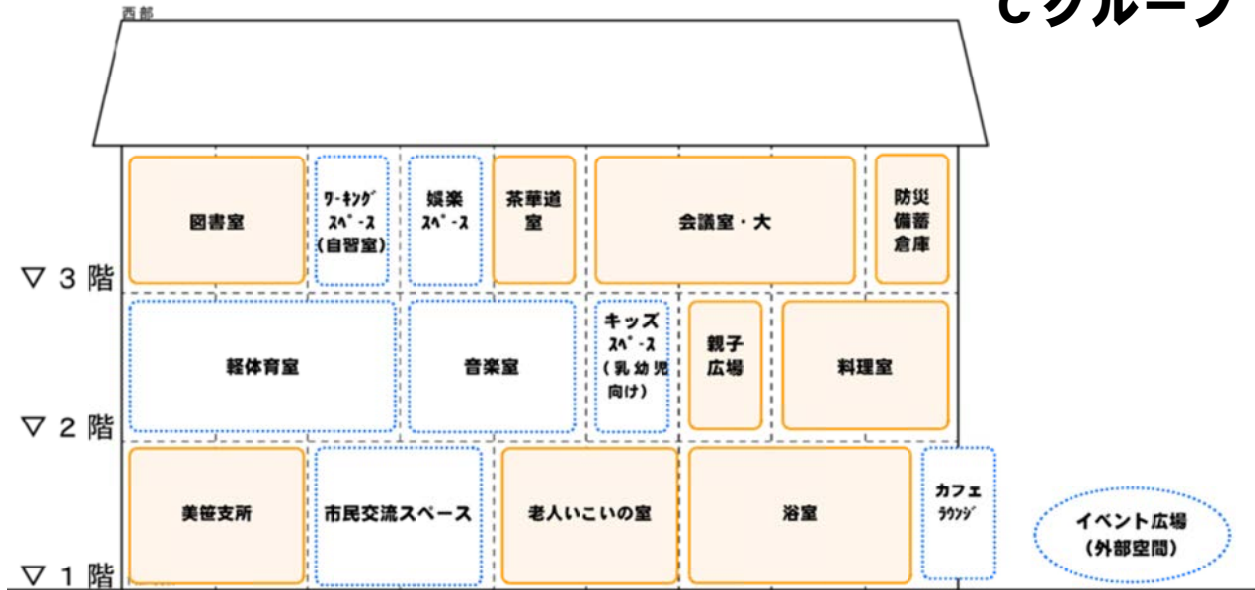 西部
Cグループ
図書室
ﾜｰｷﾝｸﾞ
ｽﾍﾟｰｽ
(自習室)
娯楽
ｽﾍﾟｰｽ
茶華道
室
会議室・大
防災
備蓄
倉庫
▽3階
軽体育室
音楽室
キッズ
ｽﾍﾟｰｽ
(乳幼児
向け)
親子
広場
料理室
▽2階
美笹支所
市民交流スペース
老人いこいの室
浴室
カフェ
ﾗｳﾝｼﾞ
イベント広場
(外部空間)
▽1階